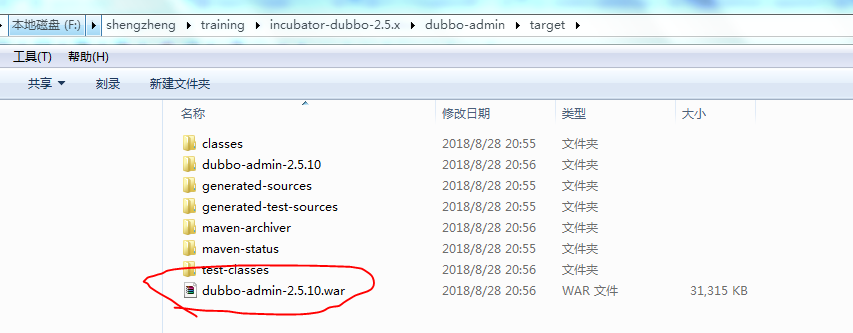 本地磁盘 (F:) shengzheng training incubator-dubbo-2.5.x dubbo-admin target
工具(T) 帮助(H)
共享 刻录 新建文件夹
名称 修改日期 类型 大小
classes 2018/8/28 20:55 文件夹
dubbo-admin-2.5.10 2018/8/28 20:56 文件夹
generated-sources 2018/8/28 20:55 文件夹
generated-test-sources 2018/8/28 20:55 文件夹
maven-archiver 2018/8/28 20:56 文件夹
maven-status 2018/8/28 20:55 文件夹
test-classes 2018/8/28 20:56 文件夹
dubbo-admin-2.5.10.war 2018/8/28 20:56 WAR 文件 31,315 KB